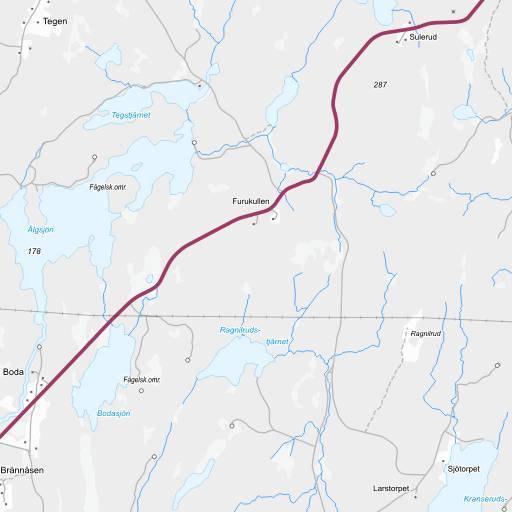 Tegen
Sulerud
287
Tegstjärnet
Fågelsk.omr.
Furukullen
Älgsjön
178
Ragnilruds-
tjärnet
Ragnilrud
Boda
Fågelsk.omr.
Bodasjön
Brännåsen
Sjötorpet
Larstorpet
Kranseruds-